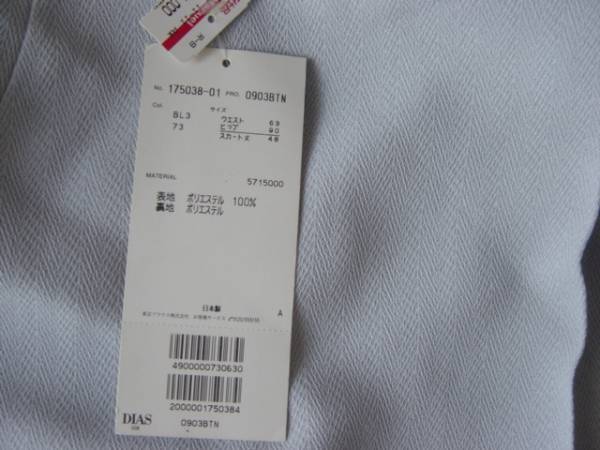 000
R-B
No. 175038-01 PRO. 0903BTN
Col. サイズ
BL3 ウエスト 69
73 ヒップ 90
スカート丈 48
MATERIAL
5715000
表地 ポリエステル 100%
裏地 ポリエステル
日本製
A
4900000730630
2000001750384
DIAS
0903BTN